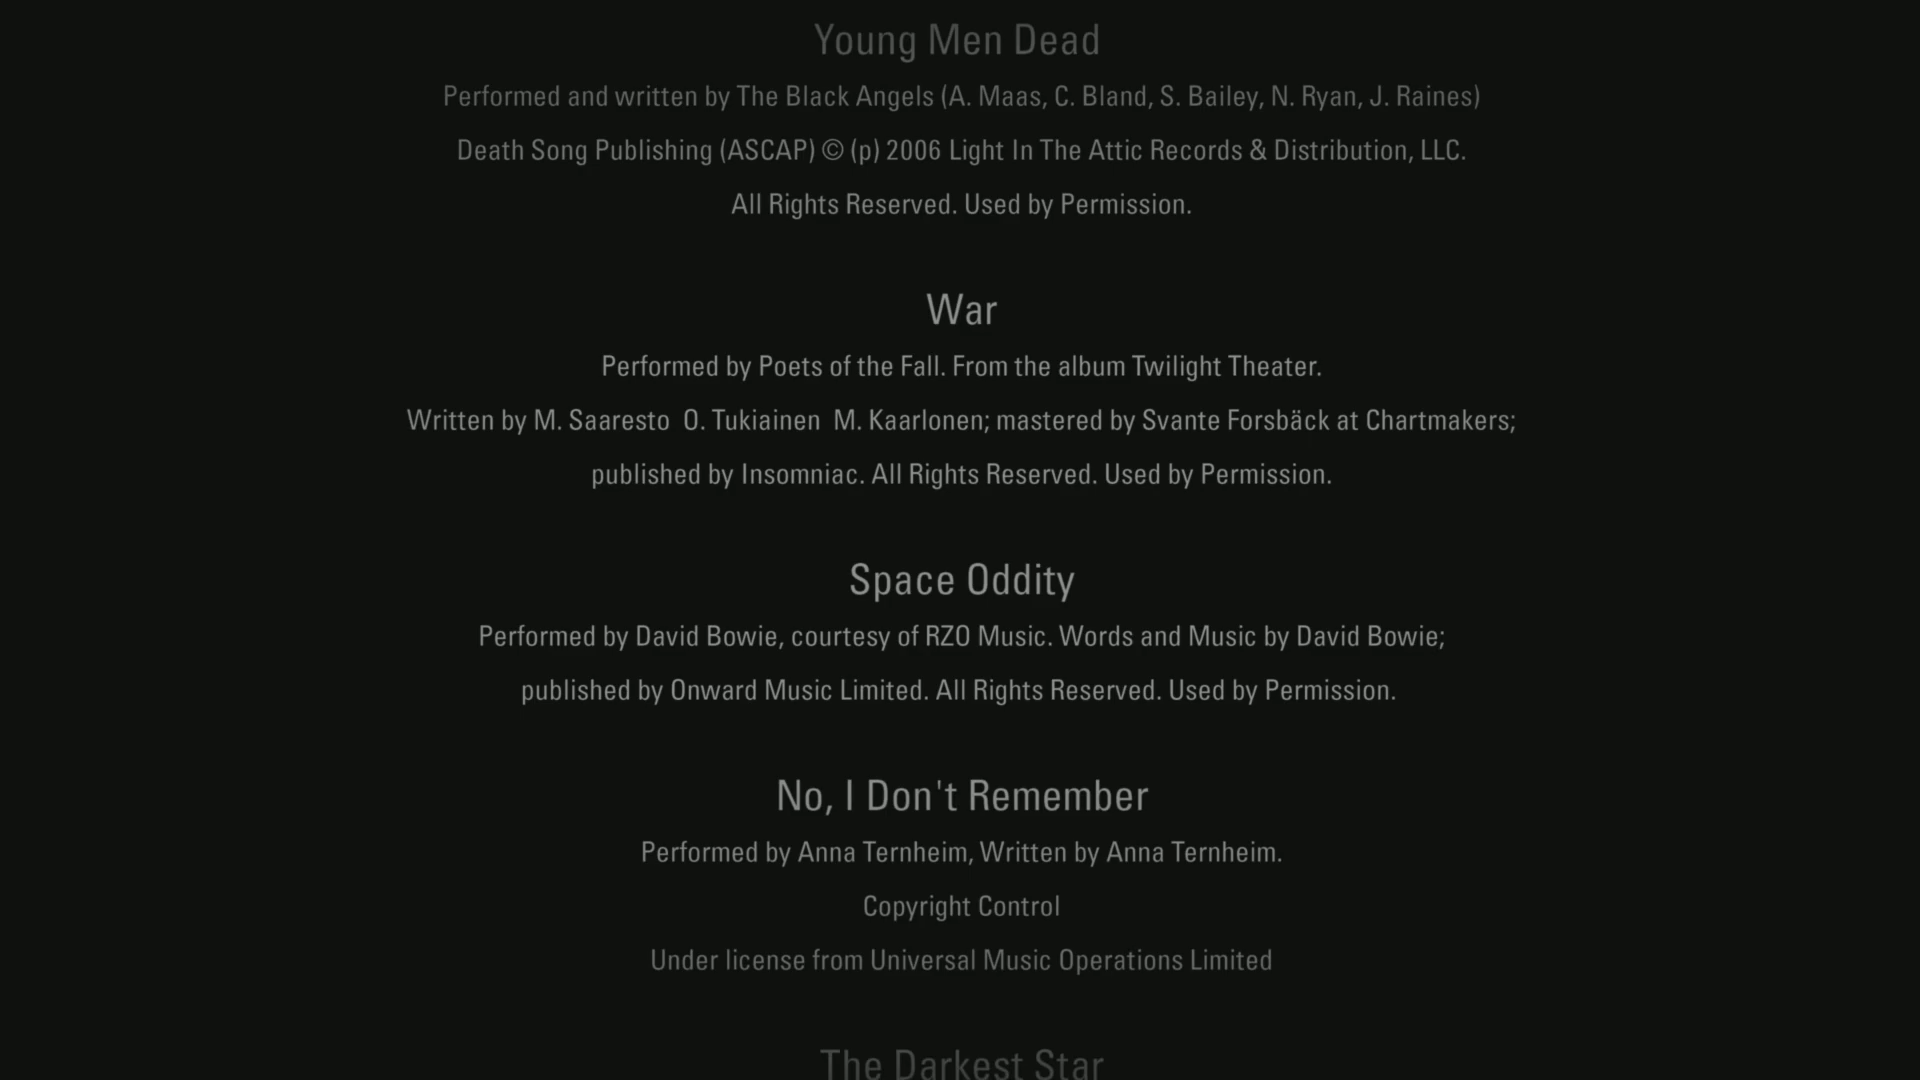 Young Men Dead
Performed and written by The Black Angels (A. Maas, C. Bland, S. Bailey, N. Ryan, J. Raines)
Death Song Publishing (ASCAP) © (p) 2006 Light In The Attic Records & Distribution, LLC.
All Rights Reserved. Used by Permission.
War
Performed by Poets of the Fall. From the album Twilight Theater.
Written by M. Saaresto  O. Tukiainen  M. Kaarlonen; mastered by Svante Forsbäck at Chartmakers;
published by Insomniac. All Rights Reserved. Used by Permission.
Space Oddity
Performed by David Bowie, courtesy of RZO Music. Words and Music by David Bowie;
published by Onward Music Limited. All Rights Reserved. Used by Permission.
No, I Don't Remember
Performed by Anna Ternheim, Written by Anna Ternheim.
Copyright Control
Under license from Universal Music Operations Limited
The Darkest Star